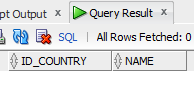 pt Output Query Result
SQL All Rows Fetched: 0
ID_COUNTRY NAME